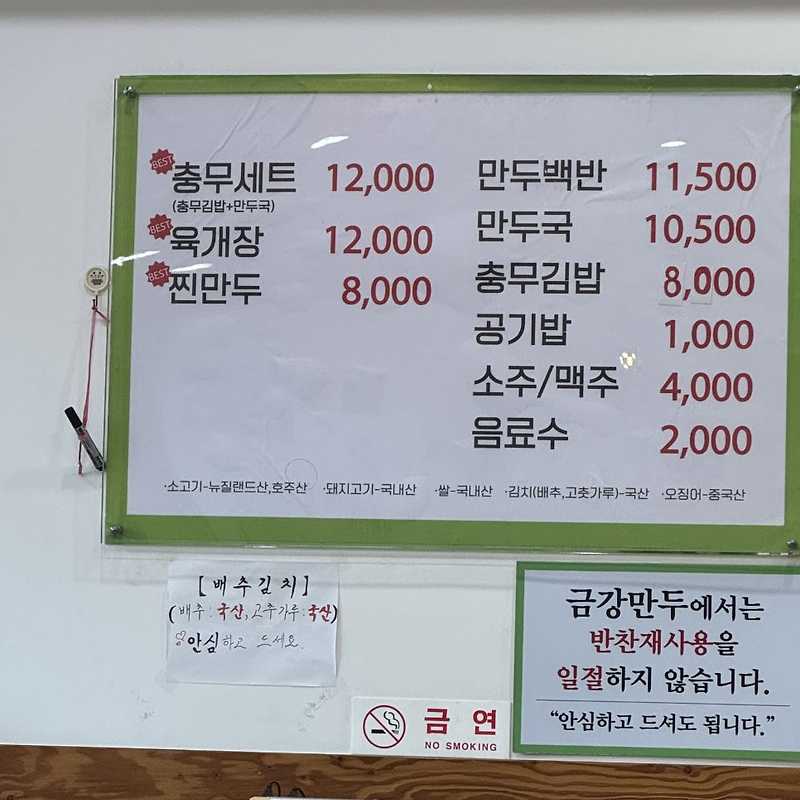 BEST 충무세트 12,000
(충무김밥+만두국)
BEST 육개장 12,000
BEST 찐만두 8,000
만두백반 11,500
만두국 10,500
충무김밥 8,000
공기밥 1,000
소주/맥주 4,000
음료수 2,000
·소고기-뉴질랜드산,호주산 ·돼지고기-국내산 ·쌀-국내산 ·김치(배추,고춧가루)-국산 ·오징어-중국산
[배추김치]
(배추:국산,고추가루:국산)
안심하고 드세요.
금연
NO SMOKING
금강만두에서는
반찬재사용을
일절하지 않습니다.
“안심하고 드셔도 됩니다.”